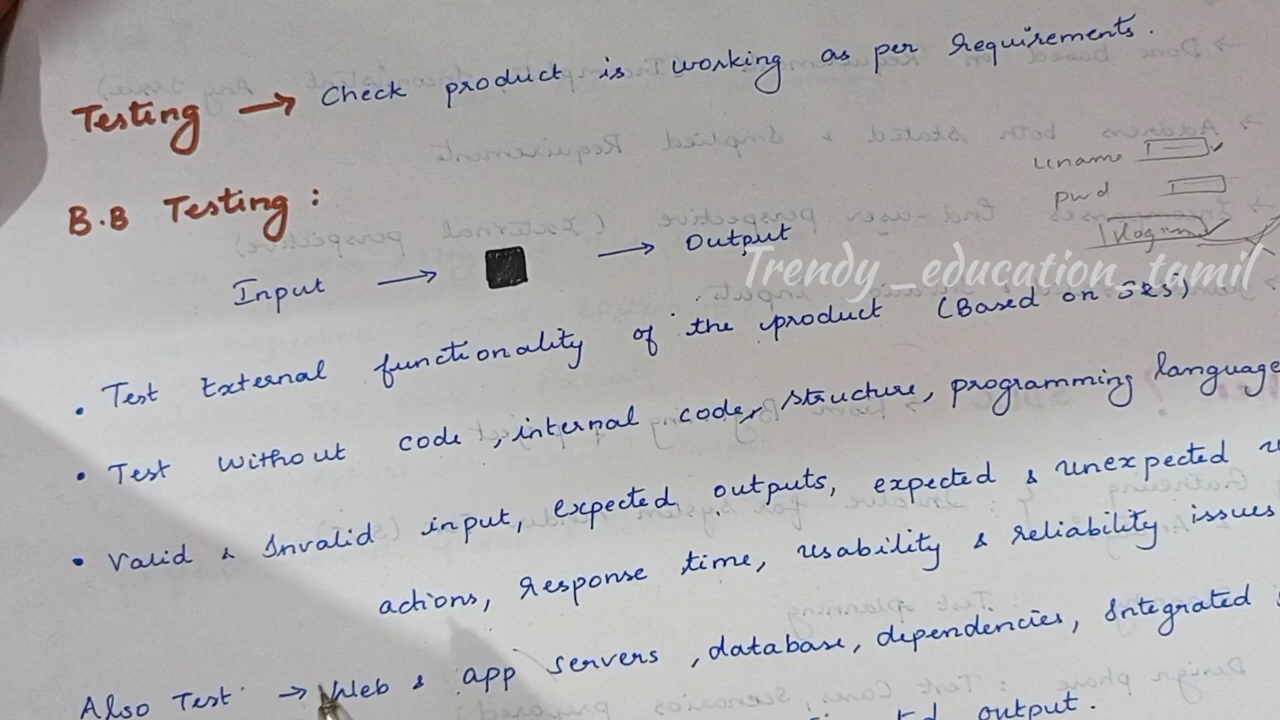 Testing → Check product is working as per requirements.
uname
pwd
B.B Testing :
Input → → Output
Trendy_education_tamil
• Test External functionality of the product (Based on SRS)
• Test without code, internal code, structure, programming language
• Valid & Invalid input, expected outputs, expected & unexpected
actions, response time, usability & reliability issues
Also Test → Web & app servers, database, dependencies, Integrated
output.